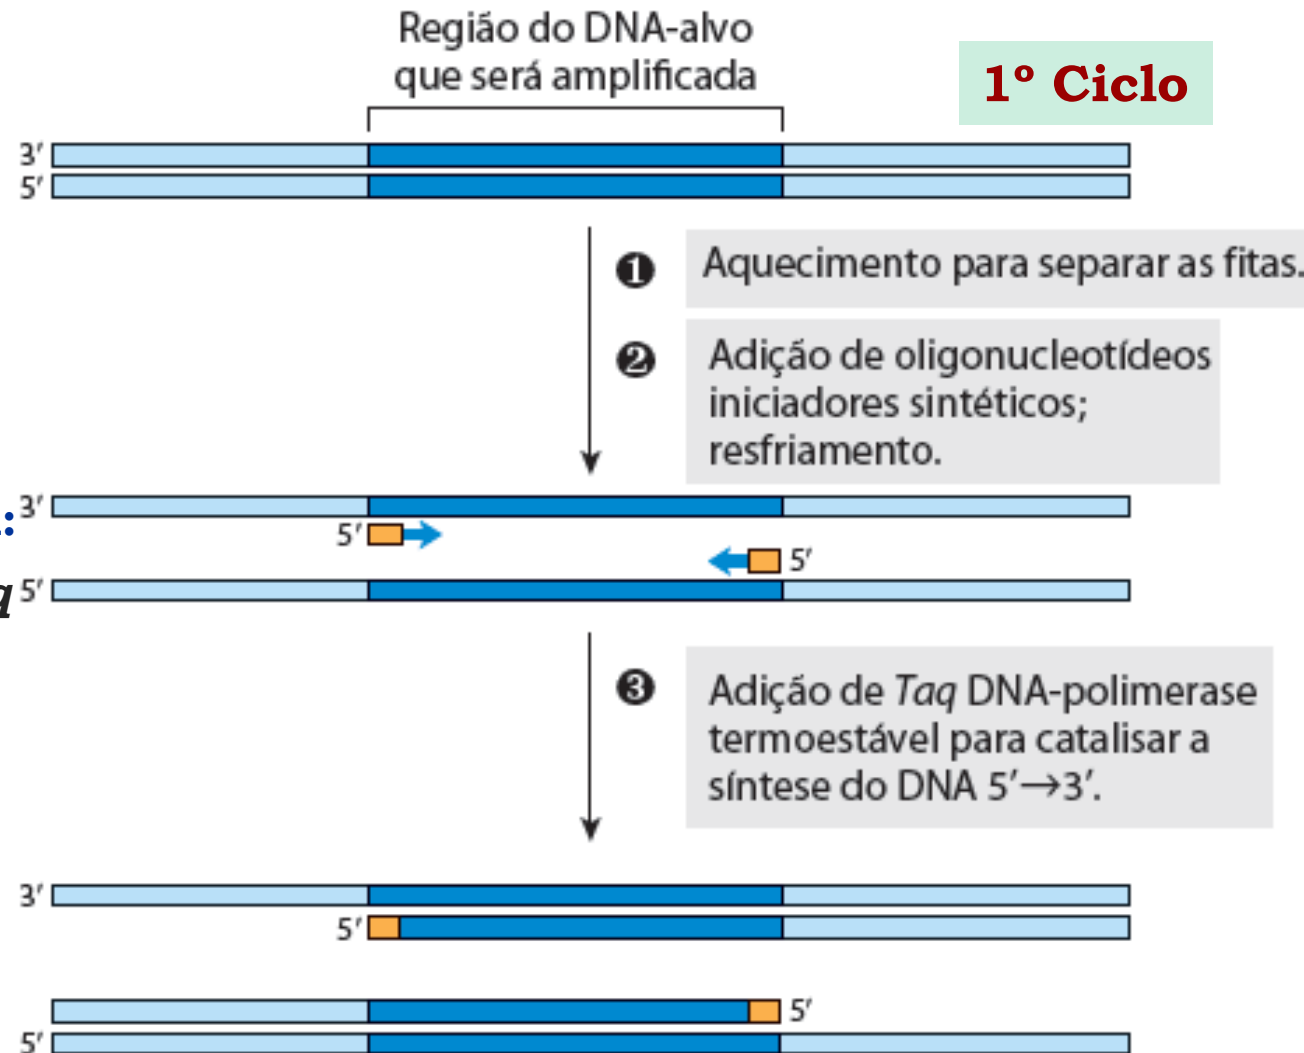 Região do DNA-alvo
que será amplificada
1º Ciclo
3′
5′
❶ Aquecimento para separar as fitas.
❷ Adição de oligonucleotídeos
iniciadores sintéticos;
resfriamento.
3′
5′
5′
5′
❸ Adição de Taq DNA-polimerase
termoestável para catalisar a
síntese do DNA 5′→3′.
3′
5′
5′
5′